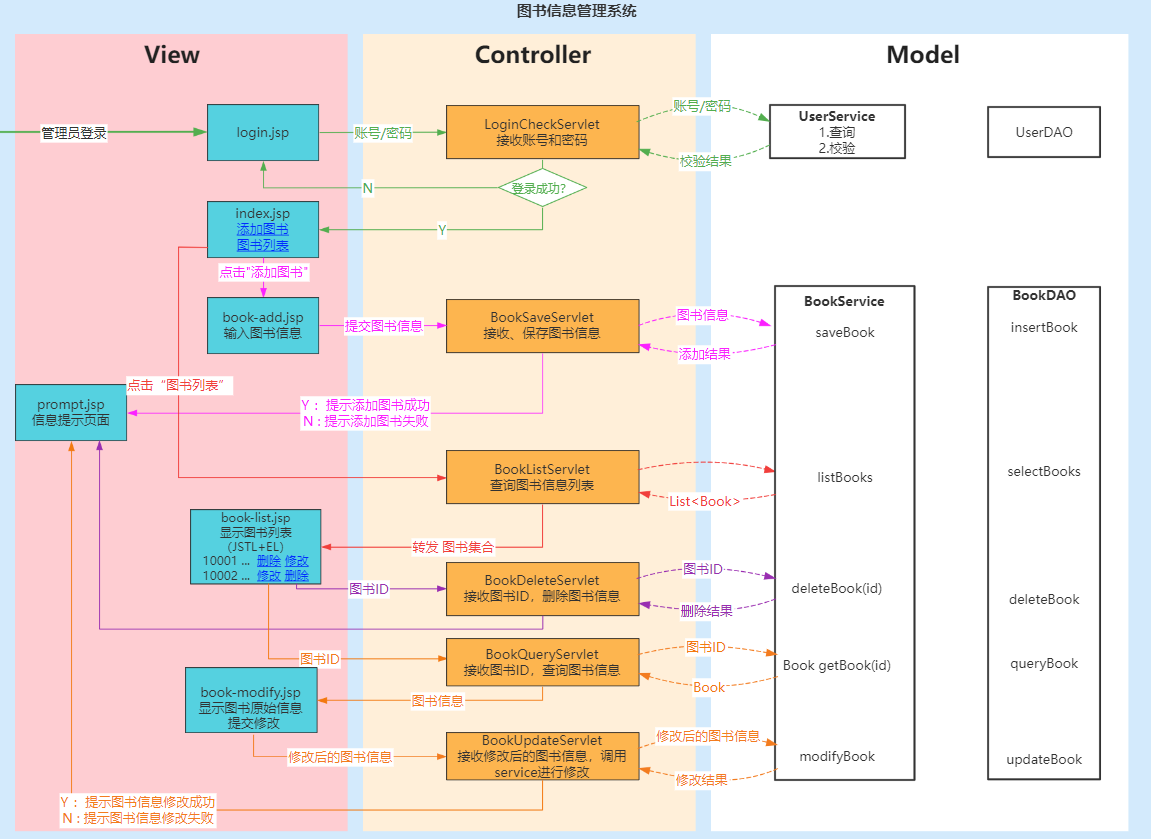 图书信息管理系统
View
Controller
Model
管理员登录
login.jsp
账号/密码
LoginCheckServlet
接收账号和密码
账号/密码
校验结果
UserService
1.查询
2.校验
UserDAO
登录成功?
N
Y
index.jsp
添加图书
图书列表
点击"添加图书"
book-add.jsp
输入图书信息
提交图书信息
BookSaveServlet
接收、保存图书信息
图书信息
添加结果
BookService
saveBook
BookDAO
insertBook
点击“图书列表”
prompt.jsp
信息提示页面
Y： 提示添加图书成功
N : 提示添加图书失败
BookListServlet
查询图书信息列表
List<Book>
listBooks
selectBooks
book-list.jsp
显示图书列表
（JSTL+EL）
10001 ... 删除 修改
10002 ... 修改 删除
转发 图书集合
图书ID
BookDeleteServlet
接收图书ID，删除图书信息
图书ID
删除结果
deleteBook(id)
deleteBook
图书ID
BookQueryServlet
接收图书ID，查询图书信息
图书ID
Book
Book getBook(id)
queryBook
book-modify.jsp
显示图书原始信息
提交修改
图书信息
修改后的图书信息
BookUpdateServlet
接收修改后的图书信息，调用
service进行修改
修改后的图书信息
修改结果
modifyBook
updateBook
Y： 提示图书信息修改成功
N : 提示图书信息修改失败